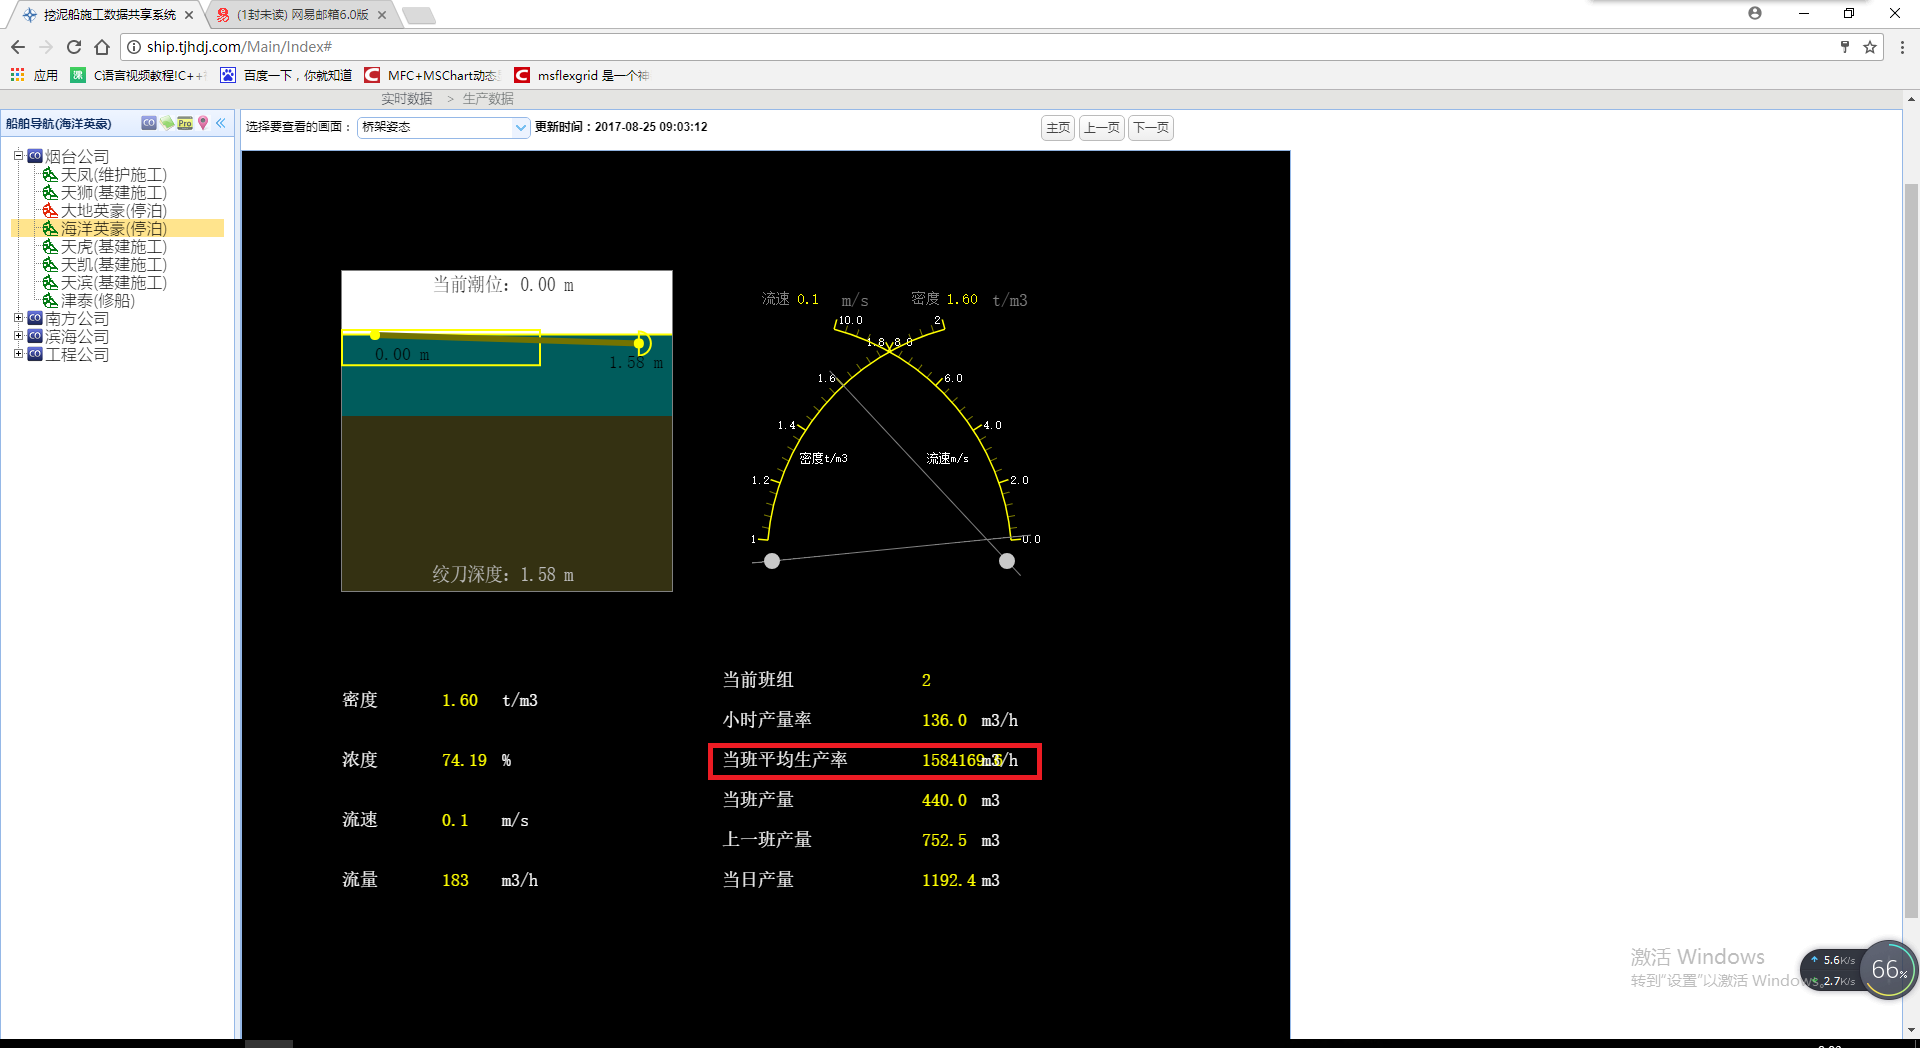 挖泥船施工数据共享系统
(1封未读) 网易邮箱6.0版
ship.tjhdj.com/Main/Index#
应用
C语言视频教程!C++
百度一下，你就知道
MFC+MSChart动态
msflexgrid 是一个神
实时数据 > 生产数据
船舶导航(海洋英豪)
CO
Pro
选择要查看的画面：
桥架姿态
更新时间：2017-08-25 09:03:12
主页
上一页
下一页
CO 烟台公司
天凤(维护施工)
天狮(基建施工)
大地英豪(停泊)
海洋英豪(停泊)
天虎(基建施工)
天凯(基建施工)
天滨(基建施工)
津泰(修船)
CO 南方公司
CO 滨海公司
CO 工程公司
当前潮位: 0.00 m
0.00 m
1.58 m
绞刀深度: 1.58 m
流速 0.1 m/s
密度 1.60 t/m3
10.0
2
1.8
8.0
1.6
6.0
1.4
4.0
密度t/m3
流速m/s
1.2
2.0
1
0.0
密度 1.60 t/m3
浓度 74.19 %
流速 0.1 m/s
流量 183 m3/h
当前班组 2
小时产量率 136.0 m3/h
当班平均生产率 1584169.6 m3/h
当班产量 440.0 m3
上一班产量 752.5 m3
当日产量 1192.4 m3
激活 Windows
转到"设置"以激活 Windows。
5.6K/s
2.7K/s
66%